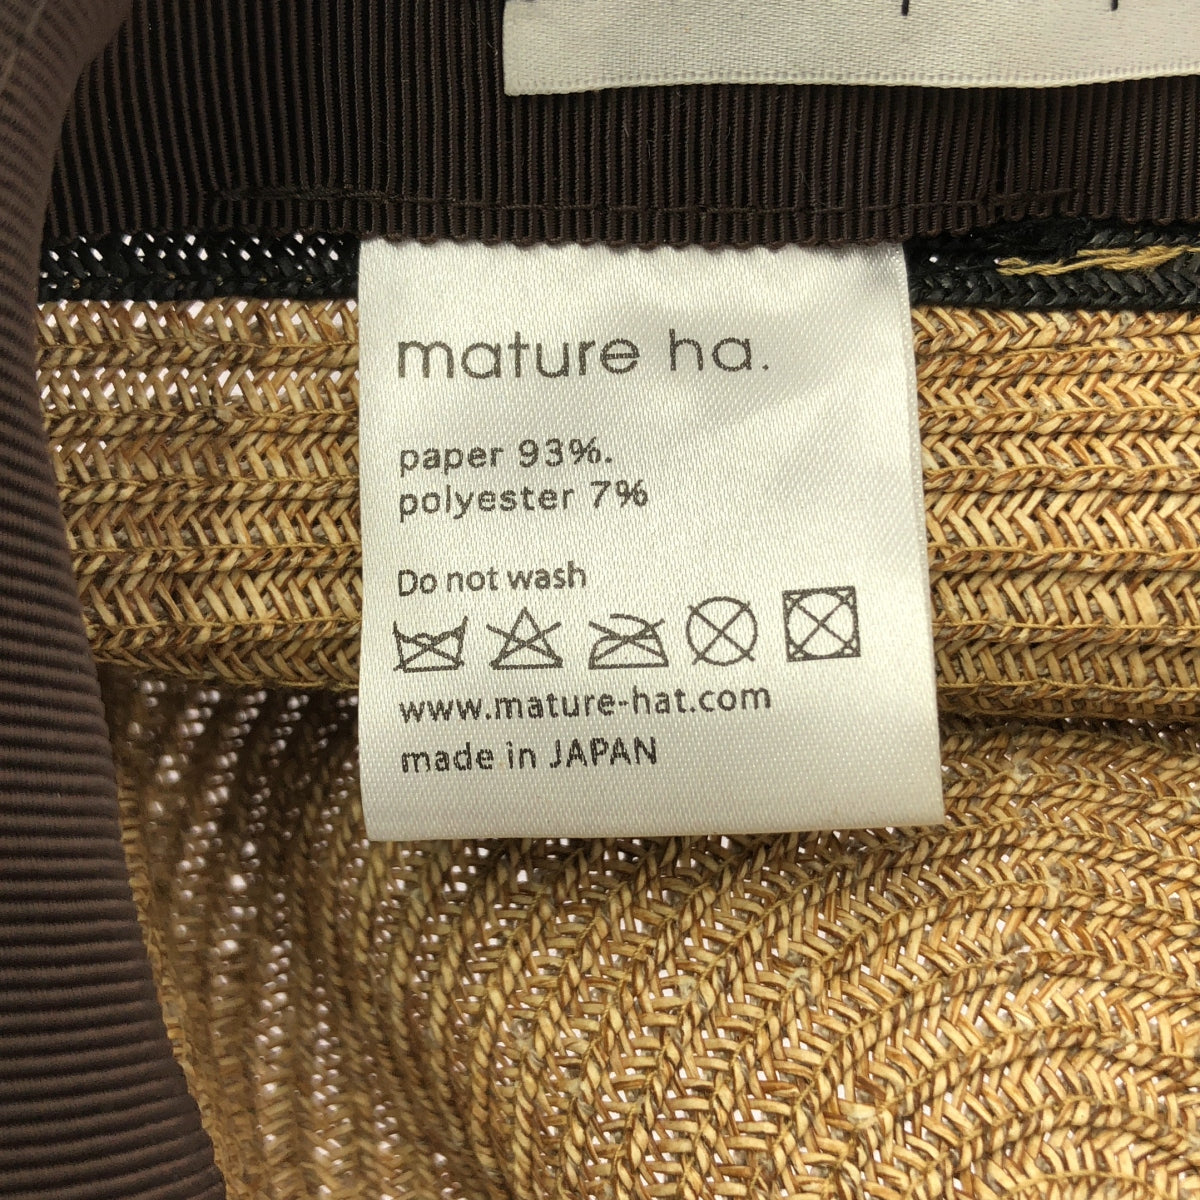 mature ha.
paper 93%.
polyester 7%
Do not wash
www.mature-hat.com
made in JAPAN